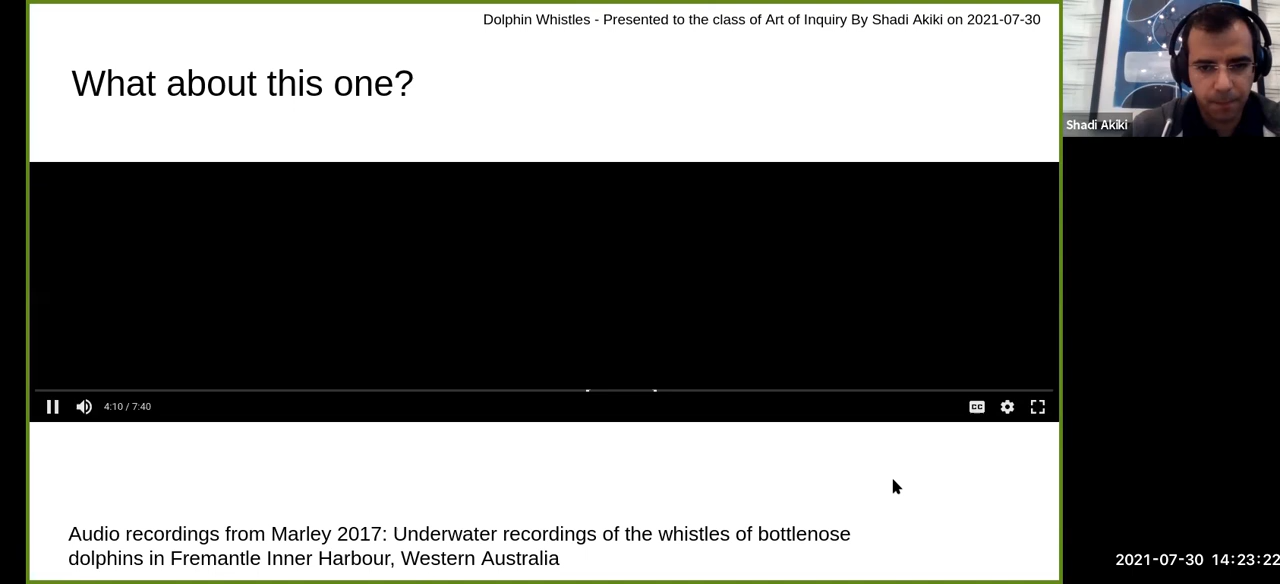 Dolphin Whistles - Presented to the class of Art of Inquiry By Shadi Akiki on 2021-07-30
What about this one?
Shadi Akiki
4:10 / 7:40
CC
Audio recordings from Marley 2017: Underwater recordings of the whistles of bottlenose
dolphins in Fremantle Inner Harbour, Western Australia
2021-07-30 14:23:22